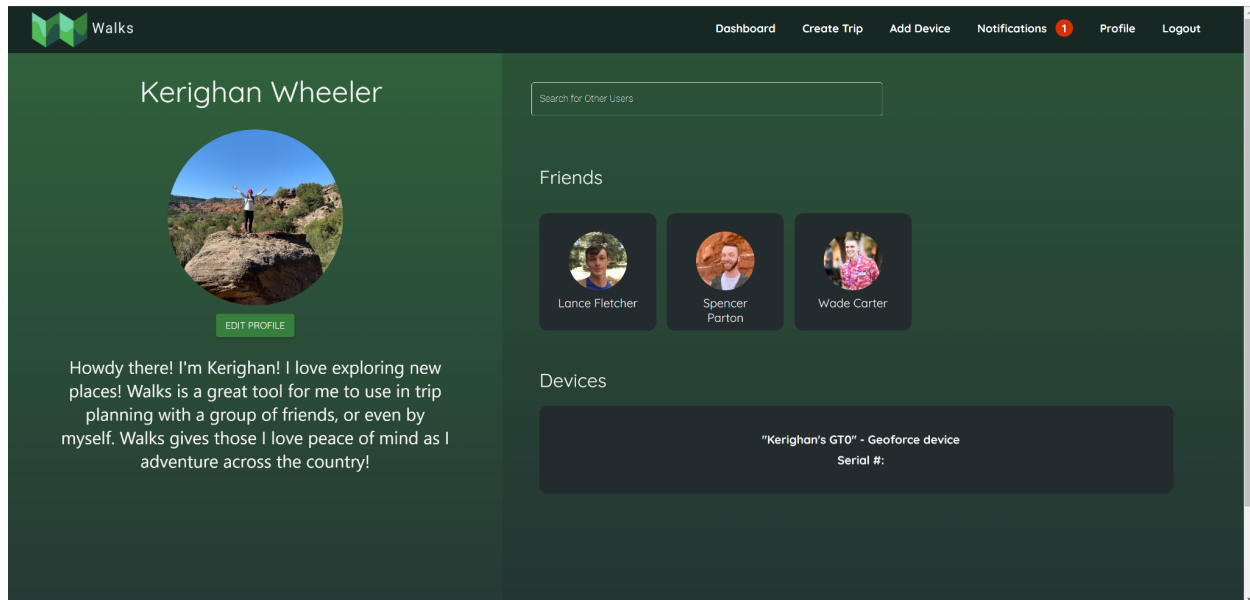 Walks
Dashboard Create Trip Add Device Notifications 1 Profile Logout
Kerighan Wheeler
EDIT PROFILE
Howdy there! I'm Kerighan! I love exploring new
places! Walks is a great tool for me to use in trip
planning with a group of friends, or even by
myself. Walks gives those I love peace of mind as I
adventure across the country!
Search for Other Users
Friends
Lance Fletcher
Spencer
Parton
Wade Carter
Devices
"Kerighan's GT0" - Geoforce device
Serial #: